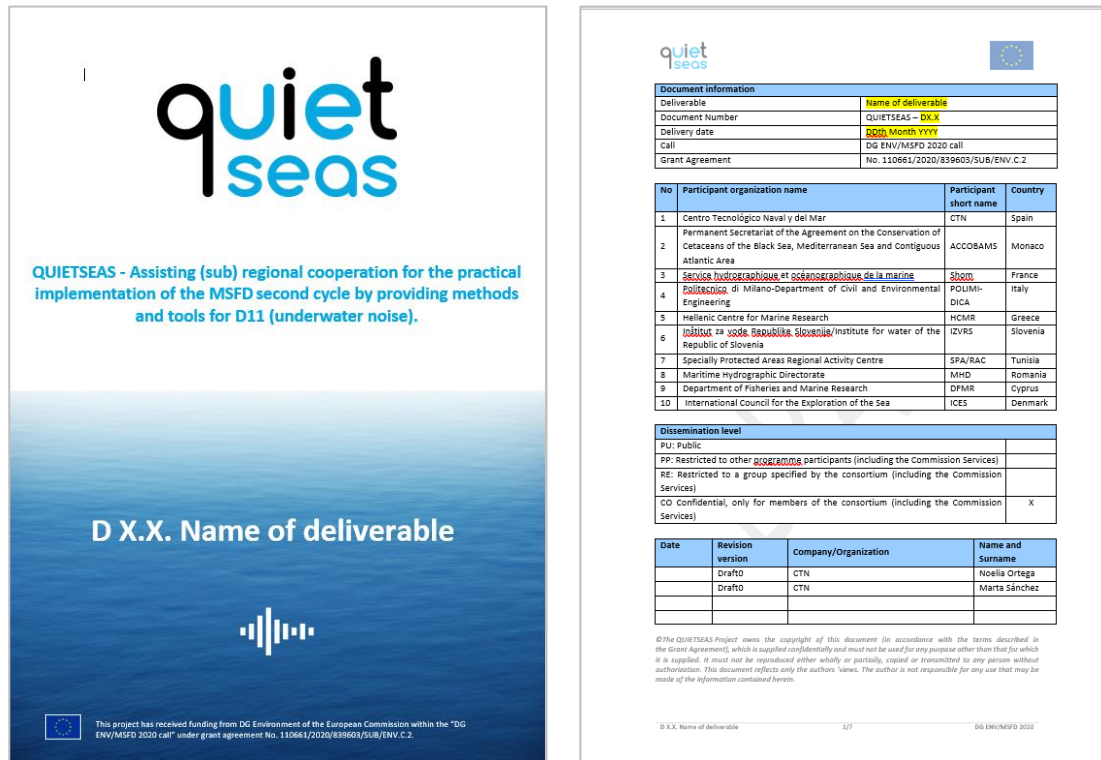 quiet
seas
QUIETSEAS - Assisting (sub) regional cooperation for the practical
implementation of the MSFD second cycle by providing methods
and tools for D11 (underwater noise).
D X.X. Name of deliverable
This project has received funding from DG Environment of the European Commission within the "DG
ENV/MSFD 2020 call" under grant agreement No. 110661/2020/839603/SUB/ENV.C.2.
quiet
seas
Document information
Deliverable Name of deliverable
Document Number QUIETSEAS – DX.X
Delivery date DDth Month YYYY
Call DG ENV/MSFD 2020 call
Grant Agreement No. 110661/2020/839603/SUB/ENV.C.2
No Participant organization name Participant short name Country
1 Centro Tecnológico Naval y del Mar CTN Spain
2 Permanent Secretariat of the Agreement on the Conservation of
Cetaceans of the Black Sea, Mediterranean Sea and Contiguous
Atlantic Area ACCOBAMS Monaco
3 Service hydrographique et océanographique de la marine Shom France
4 Politecnico di Milano-Department of Civil and Environmental
Engineering POLIMI-DICA Italy
5 Hellenic Centre for Marine Research HCMR Greece
6 Inštitut za vode Republike Slovenije/Institute for water of the
Republic of Slovenia IZVRS Slovenia
7 Specially Protected Areas Regional Activity Centre SPA/RAC Tunisia
8 Maritime Hydrographic Directorate MHD Romania
9 Department of Fisheries and Marine Research DFMR Cyprus
10 International Council for the Exploration of the Sea ICES Denmark
Dissemination level
PU: Public
PP: Restricted to other programme participants (including the Commission Services)
RE: Restricted to a group specified by the consortium (including the Commission
Services)
CO Confidential, only for members of the consortium (including the Commission
Services) X
Date Revision version Company/Organization Name and Surname
Draft0 CTN Noelia Ortega
Draft0 CTN Marta Sánchez
©The QUIETSEAS Project owns the copyright of this document (in accordance with the terms described in
the Grant Agreement), which is supplied confidentially and must not be used for any purpose other than that for which
it is supplied. It must not be reproduced either wholly or partially, copied or transmitted to any person without
authorization. This document reflects only the authors 'views. The author is not responsible for any use that may be
made of the information contained herein.
D X.X. Name of deliverable 1/7 DG ENV/MSFD 2020